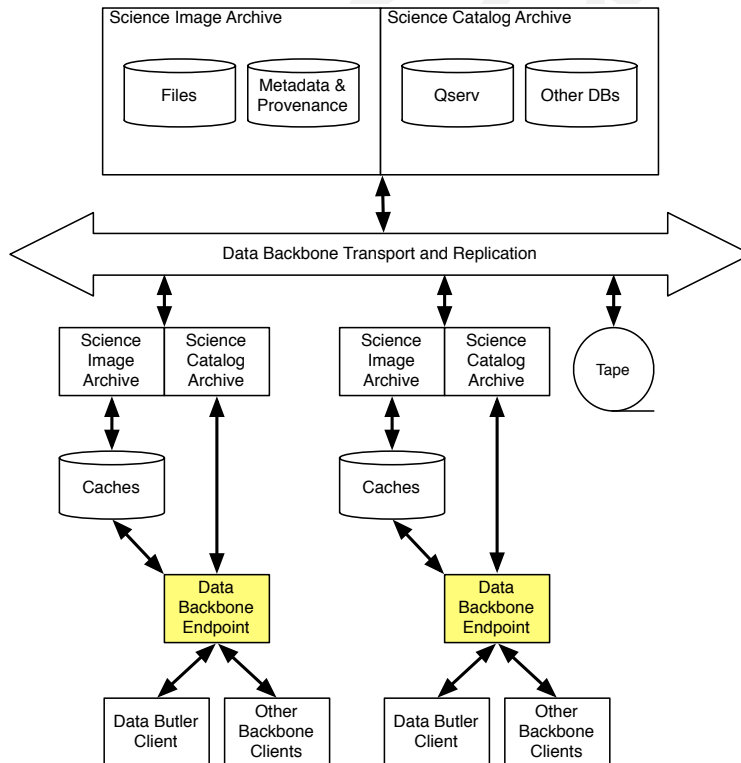 Science Image Archive
Science Catalog Archive
Files
Metadata &
Provenance
Qserv
Other DBs
Data Backbone Transport and Replication
Science
Image
Archive
Science
Catalog
Archive
Science
Image
Archive
Science
Catalog
Archive
Tape
Caches
Caches
Data
Backbone
Endpoint
Data
Backbone
Endpoint
Data Butler
Client
Other
Backbone
Clients
Data Butler
Client
Other
Backbone
Clients